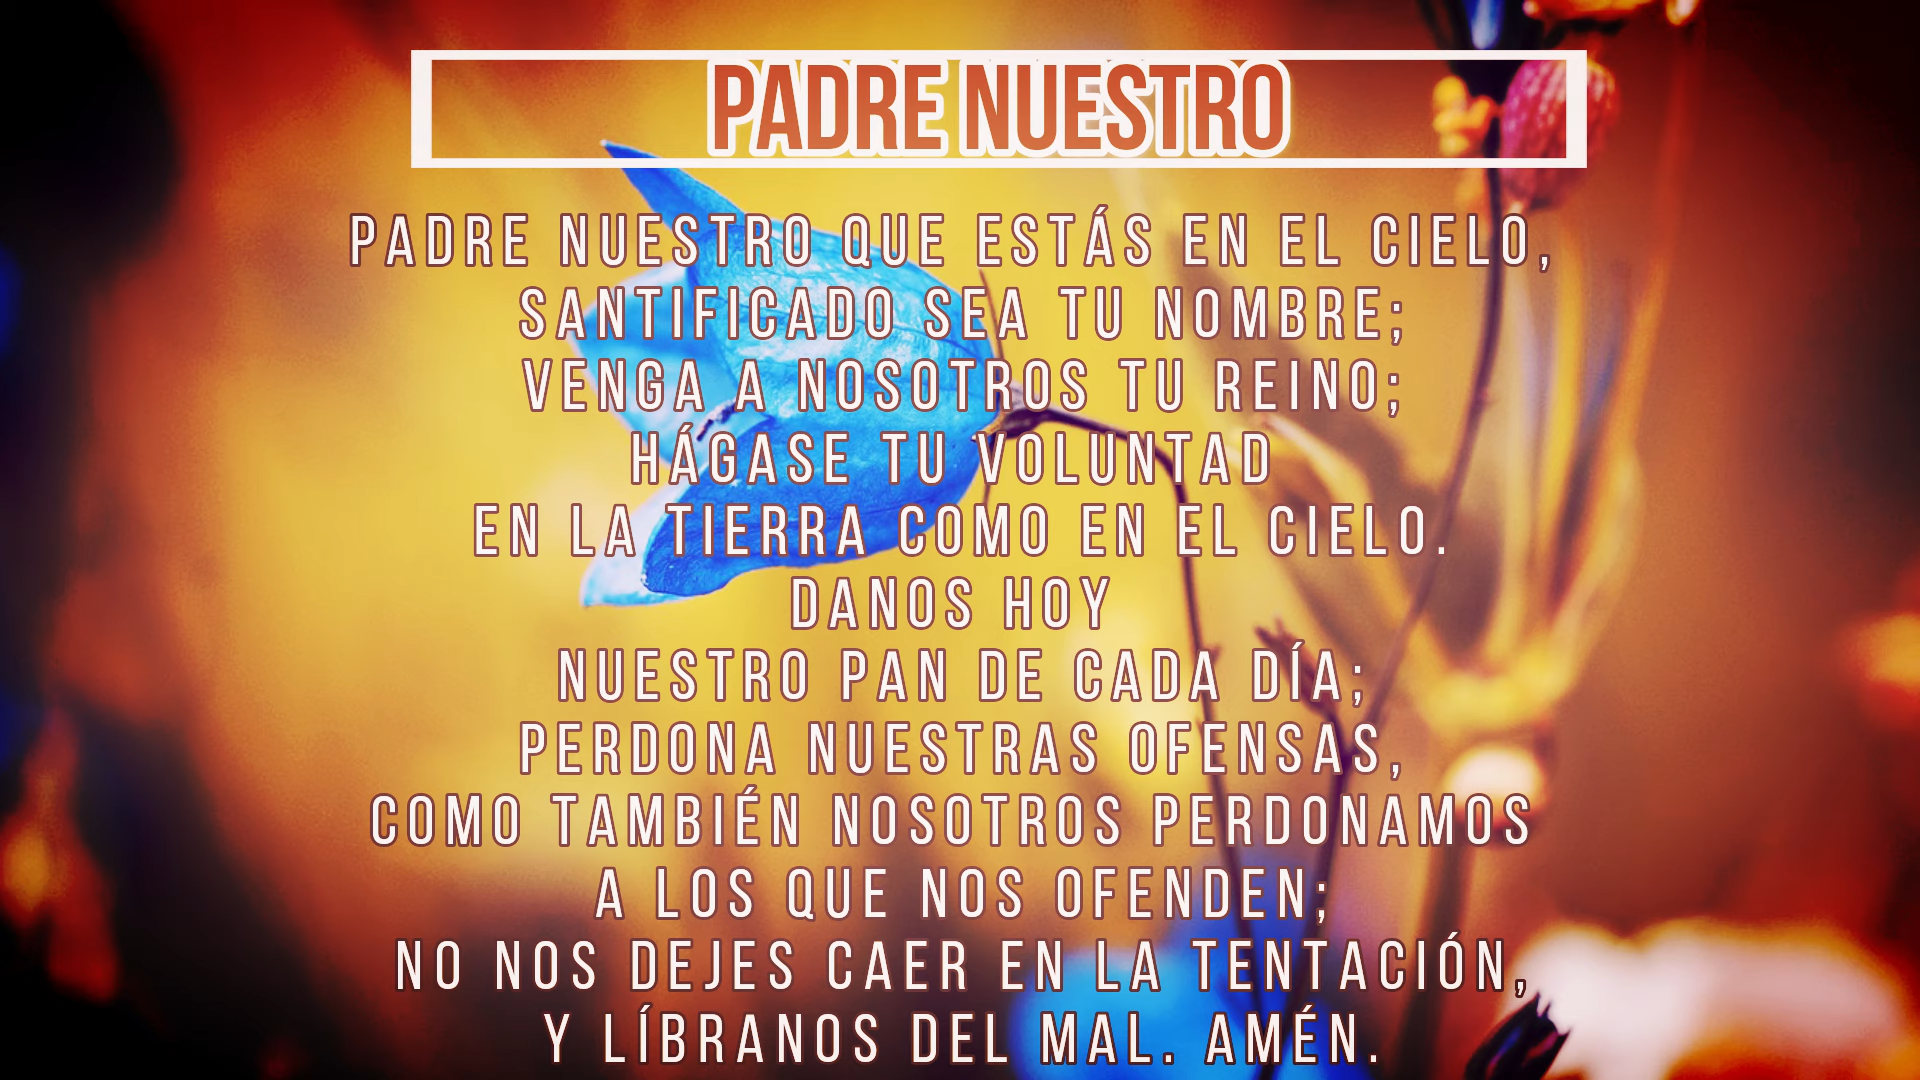 PADRE NUESTRO
PADRE NUESTRO QUE ESTÁS EN EL CIELO,
SANTIFICADO SEA TU NOMBRE;
VENGA A NOSOTROS TU REINO;
HÁGASE TU VOLUNTAD
EN LA TIERRA COMO EN EL CIELO.
DANOS HOY
NUESTRO PAN DE CADA DÍA;
PERDONA NUESTRAS OFENSAS,
COMO TAMBIÉN NOSOTROS PERDONAMOS
A LOS QUE NOS OFENDEN;
NO NOS DEJES CAER EN LA TENTACIÓN,
Y LÍBRANOS DEL MAL. AMÉN.